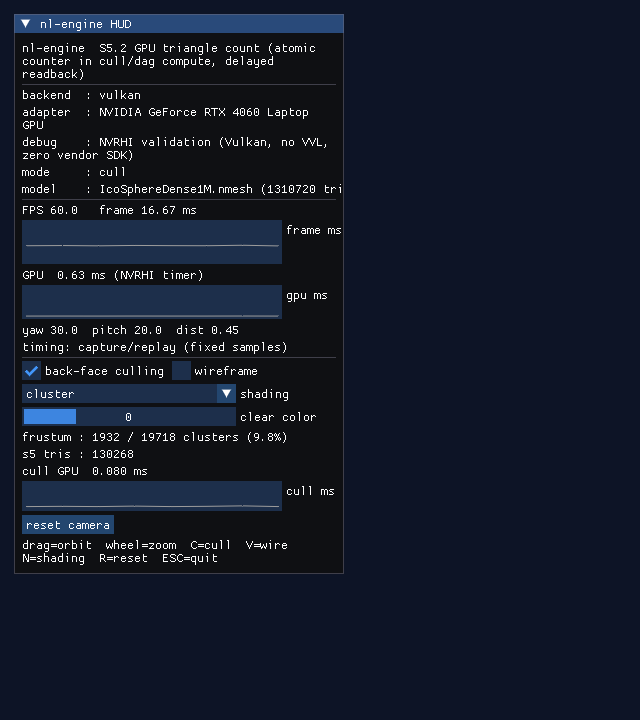 nl-engine HUD
nl-engine  S5.2 GPU triangle count (atomic
counter in cull/dag compute, delayed
readback)
backend  : vulkan
adapter  : NVIDIA GeForce RTX 4060 Laptop
GPU
debug    : NVRHI validation (Vulkan, no VVL,
zero vendor SDK)
mode     : cull
model    : IcoSphereDense1M.nmesh (1310720 tri
FPS 60.0   frame 16.67 ms
frame ms
GPU  0.63 ms (NVRHI timer)
gpu ms
yaw 30.0  pitch 20.0  dist 0.45
timing: capture/replay (fixed samples)
back-face culling  wireframe
cluster  shading
0  clear color
frustum : 1932 / 19718 clusters (9.8%)
s5 tris : 130268
cull GPU  0.080 ms
cull ms
reset camera
drag=orbit  wheel=zoom  C=cull  V=wire
N=shading  R=reset  ESC=quit